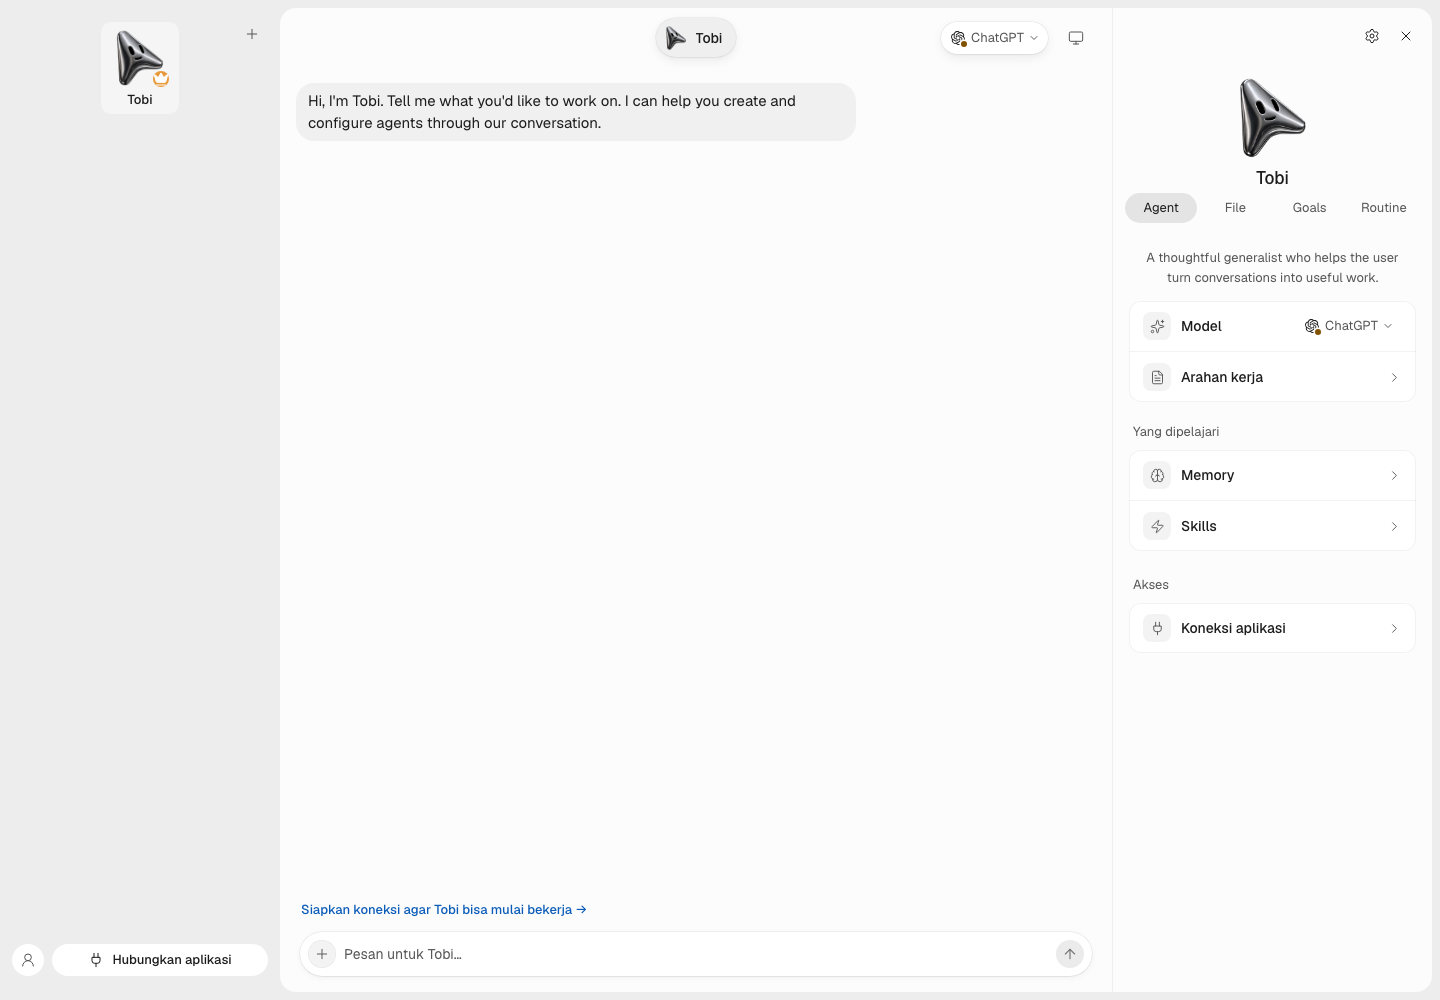 Tobi
Tobi
ChatGPT
Hi, I'm Tobi. Tell me what you'd like to work on. I can help you create and
configure agents through our conversation.
Siapkan koneksi agar Tobi bisa mulai bekerja →
Pesan untuk Tobi...
Hubungkan aplikasi
Tobi
Agent
File
Goals
Routine
A thoughtful generalist who helps the user
turn conversations into useful work.
Model
ChatGPT
Arahan kerja
Yang dipelajari
Memory
Skills
Akses
Koneksi aplikasi